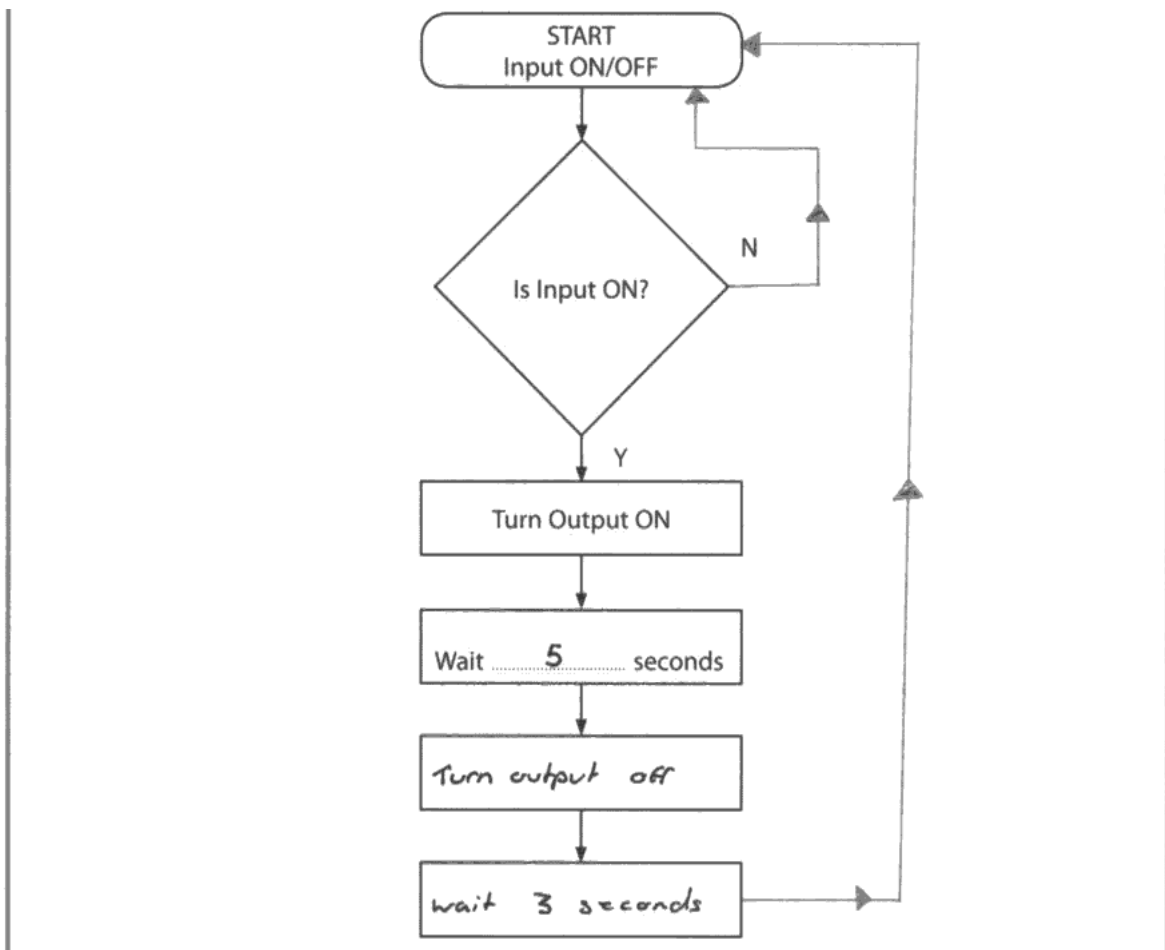 START
Input ON/OFF
N
Is Input ON?
Y
Turn Output ON
Wait 5 seconds
Turn output off
wait 3 seconds